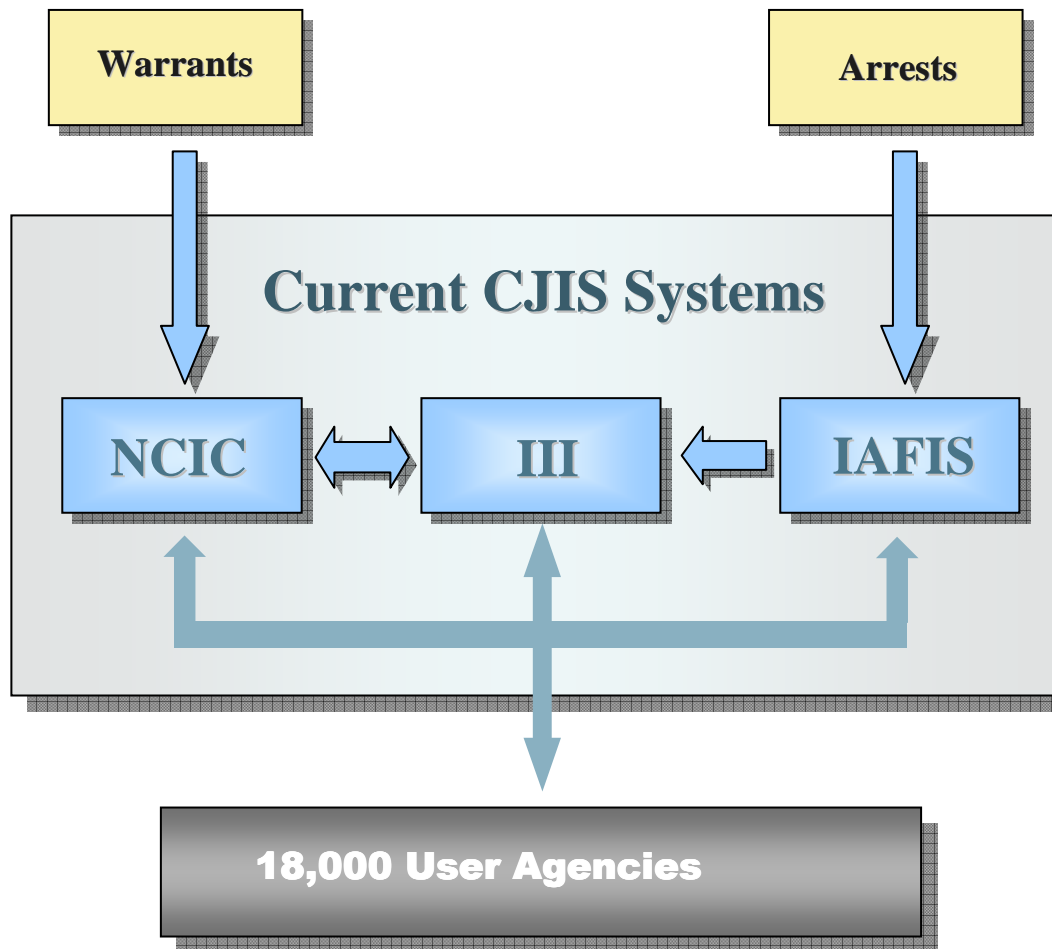 Warrants
Arrests
Current CJIS Systems
NCIC
III
IAFIS
18,000 User Agencies